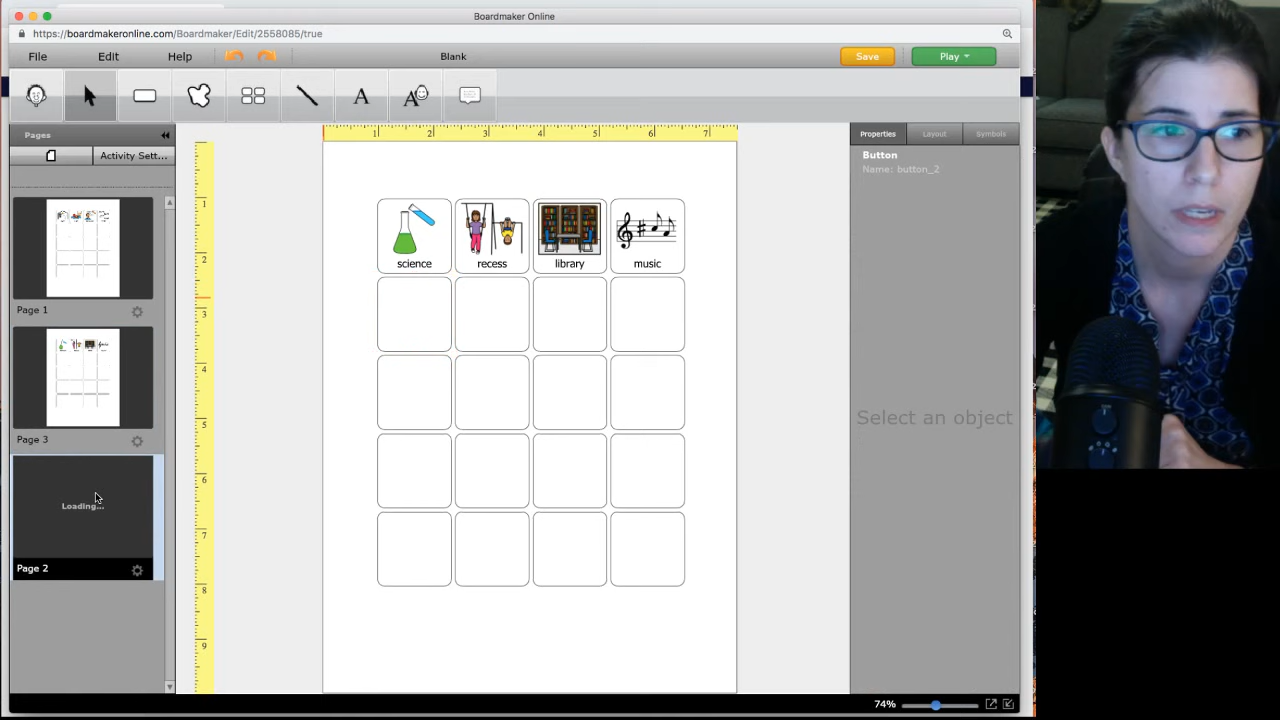 Boardmaker Online
https://boardmakeronline.com/Boardmaker/Edit/2558085/true
File Edit Help Blank Save Play
A A
Pages
Activity Sett...
Properties Layout Symbols
Button
Name: button_2
1 2 3 4 5 6 7
1
2
3
4
5
6
7
8
9
science recess library music
Page 1
Page 3
Loading...
Page 2
Select an object
74%